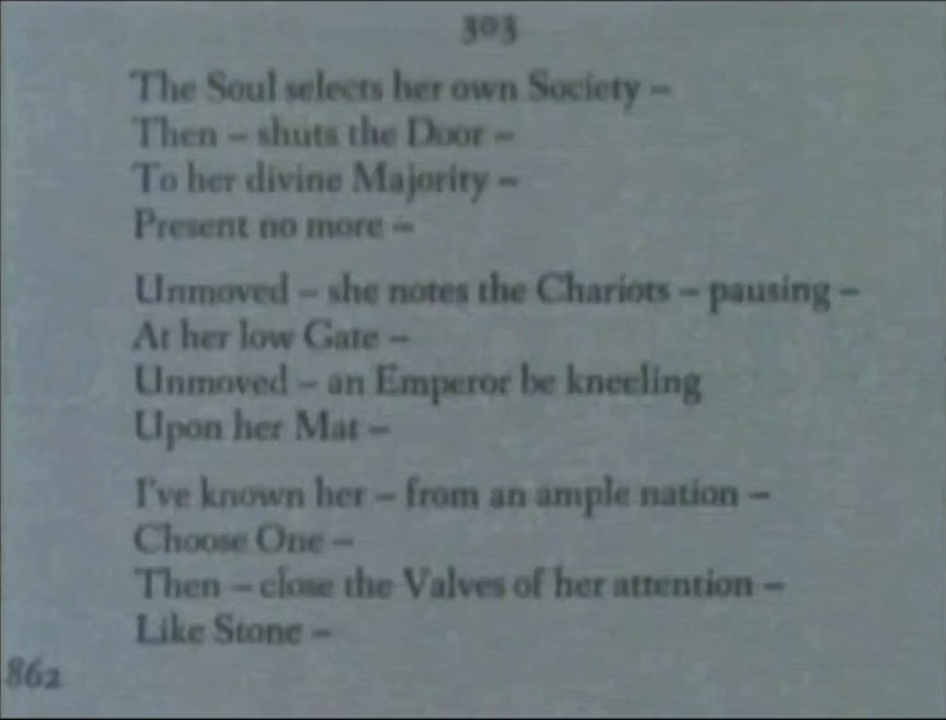 303
The Soul selects her own Society –
Then – shuts the Door –
To her divine Majority –
Present no more –
Unmoved – she notes the Chariots – pausing –
At her low Gate –
Unmoved – an Emperor be kneeling
Upon her Mat –
I've known her – from an ample nation –
Choose One –
Then – close the Valves of her attention –
Like Stone –
862